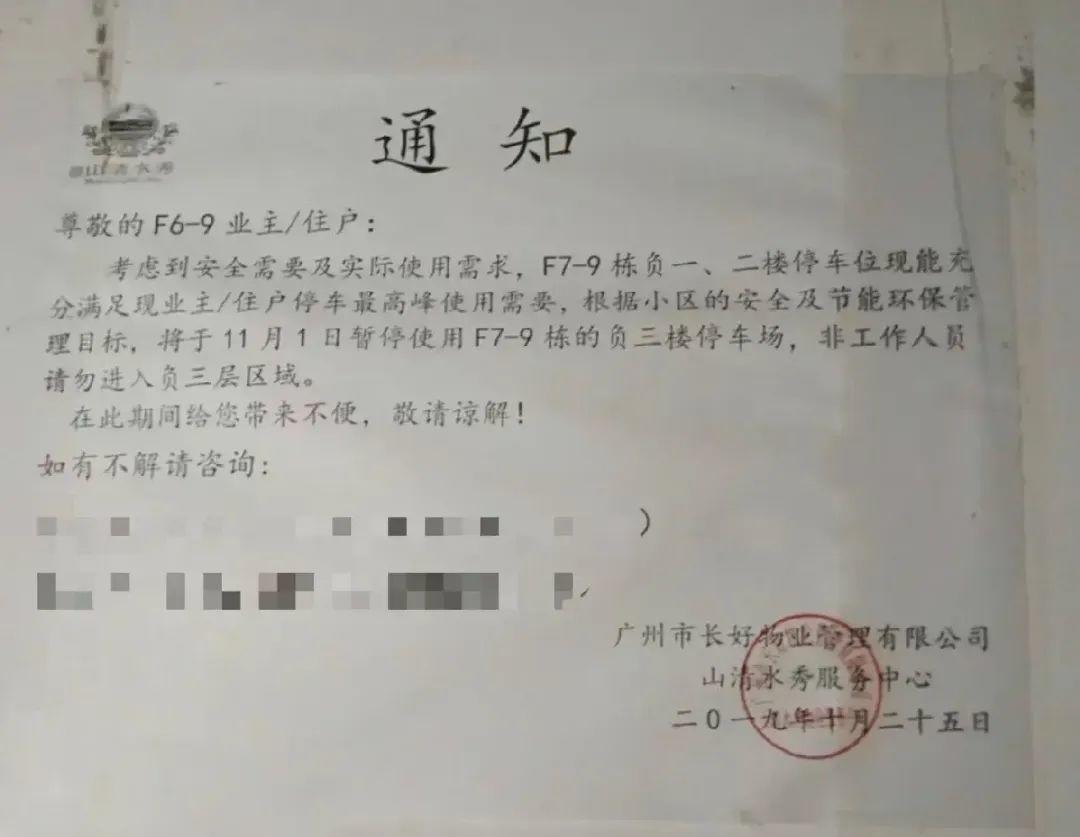 山清水秀
通知
尊敬的 F6-9 业主/住户：
考虑到安全需要及实际使用需求，F7-9 栋负一、二楼停车位现能充
分满足现业主/住户停车最高峰使用需要，根据小区的安全及节能环保管
理目标，将于 11 月 1 日暂停使用 F7-9 栋的负三楼停车场，非工作人员
请勿进入负三层区域。
在此期间给您带来不便，敬请谅解！
如有不解请咨询：
）
广州市长好物业管理有限公司
山清水秀服务中心
二0一九年十月二十五日